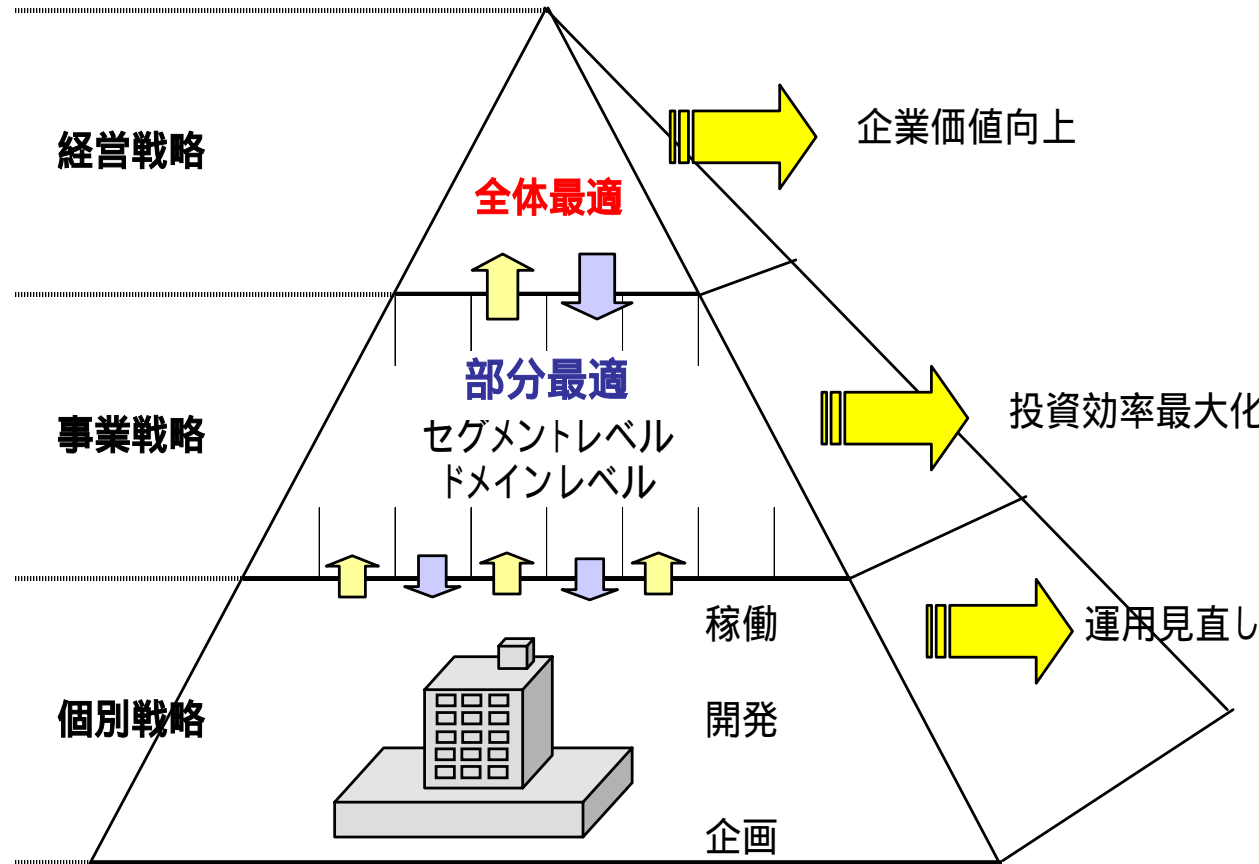 経営戦略
企業価値向上
全体最適
事業戦略
部分最適
セグメントレベル
ドメインレベル
投資効率最大化
個別戦略
稼働
運用見直し
開発
企画